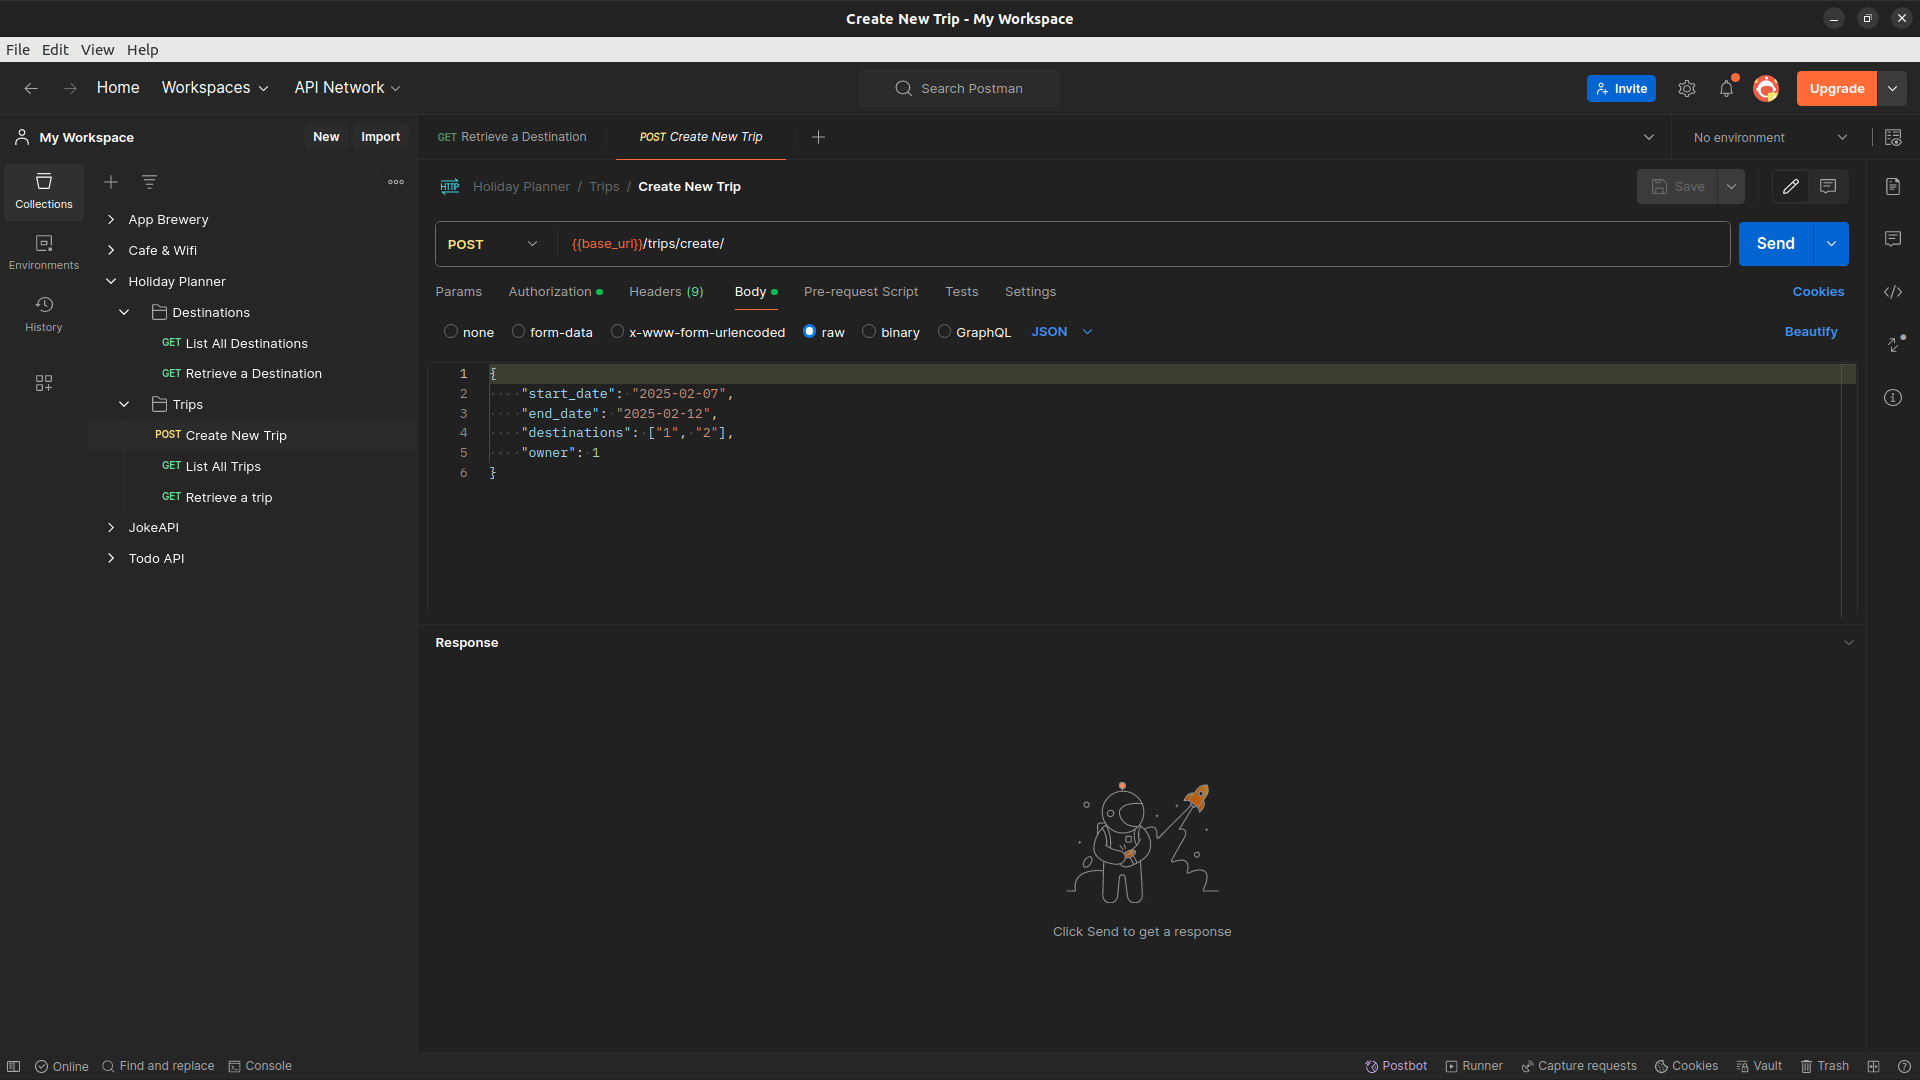 Create New Trip - My Workspace
File Edit View Help
Home Workspaces API Network Search Postman Invite Upgrade
My Workspace New Import GET Retrieve a Destination POST Create New Trip No environment
Collections
Environments
History
App Brewery
Cafe & Wifi
Holiday Planner
Destinations
GET List All Destinations
GET Retrieve a Destination
Trips
POST Create New Trip
GET List All Trips
GET Retrieve a trip
JokeAPI
Todo API
HTTP Holiday Planner / Trips / Create New Trip Save
POST {{base_url}}/trips/create/ Send
Params Authorization Headers (9) Body Pre-request Script Tests Settings Cookies
none form-data x-www-form-urlencoded raw binary GraphQL JSON Beautify
1 {
2 "start_date": "2025-02-07",
3 "end_date": "2025-02-12",
4 "destinations": ["1", "2"],
5 "owner": 1
6 }
Response
Click Send to get a response
Online Find and replace Console Postbot Runner Capture requests Cookies Vault Trash